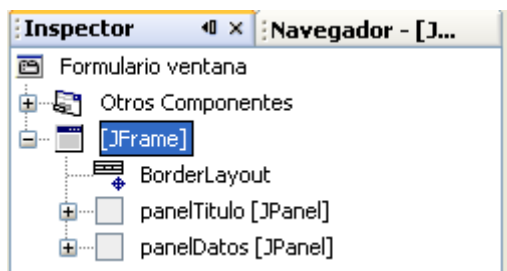 Inspector
Navegador - [J...
Formulario ventana
Otros Componentes
[JFrame]
BorderLayout
panelTitulo [JPanel]
panelDatos [JPanel]